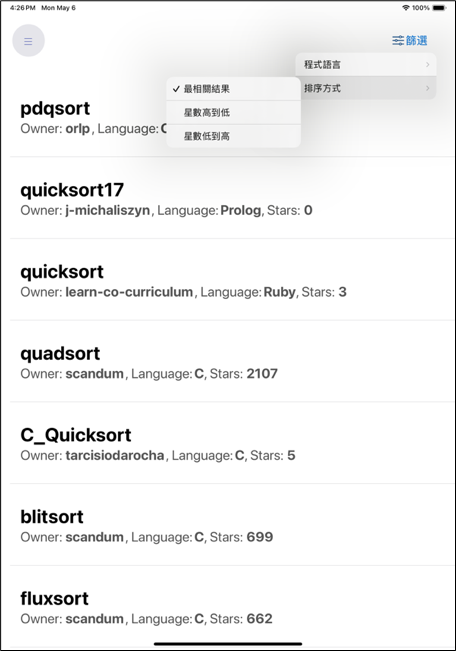 4:26 PM Mon May 6
100%
篩選
程式語言
排序方式
最相關結果
星數高到低
星數低到高
pdqsort
Owner: orlp, Language:
quicksort17
Owner: j-michaliszyn, Language: Prolog, Stars: 0
quicksort
Owner: learn-co-curriculum, Language: Ruby, Stars: 3
quadsort
Owner: scandum, Language: C, Stars: 2107
C_Quicksort
Owner: tarcisiodarocha, Language: C, Stars: 5
blitsort
Owner: scandum, Language: C, Stars: 699
fluxsort
Owner: scandum, Language: C, Stars: 662